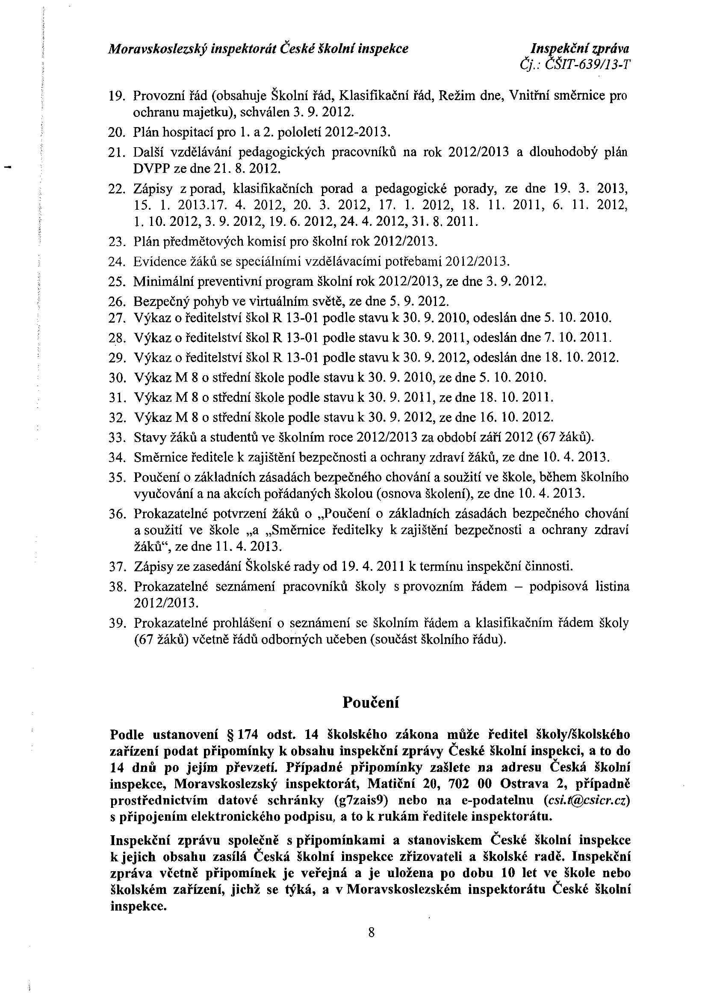 Moravskoslezský inspektorát České školní inspekce Inspekční zpráva
Čj.: ČŠIT-639/13-T
19. Provozní řád (obsahuje Školní řád, Klasifikační řád, Režim dne, Vnitřní směrnice pro
ochranu majetku), schválen 3. 9. 2012.
20. Plán hospitací pro 1. a 2. pololetí 2012-2013.
21. Další vzdělávání pedagogických pracovníků na rok 2012/2013 a dlouhodobý plán
DVPP ze dne 21. 8. 2012.
22. Zápisy z porad, klasifikačních porad a pedagogické porady, ze dne 19. 3. 2013,
15. 1. 2013.17. 4. 2012, 20. 3. 2012, 17. 1. 2012, 18. 11. 2011, 6. 11. 2012,
1. 10. 2012, 3. 9. 2012, 19. 6. 2012, 24. 4. 2012, 31. 8. 2011.
23. Plán předmětových komisí pro školní rok 2012/2013.
24. Evidence žáků se speciálními vzdělávacími potřebami 2012/2013.
25. Minimální preventivní program školní rok 2012/2013, ze dne 3. 9. 2012.
26. Bezpečný pohyb ve virtuálním světě, ze dne 5. 9. 2012.
27. Výkaz o ředitelství škol R 13-01 podle stavu k 30. 9. 2010, odeslán dne 5. 10. 2010.
28. Výkaz o ředitelství škol R 13-01 podle stavu k 30. 9. 2011, odeslán dne 7. 10. 2011.
29. Výkaz o ředitelství škol R 13-01 podle stavu k 30. 9. 2012, odeslán dne 18. 10. 2012.
30. Výkaz M 8 o střední škole podle stavu k 30. 9. 2010, ze dne 5. 10. 2010.
31. Výkaz M 8 o střední škole podle stavu k 30. 9. 2011, ze dne 18. 10. 2011.
32. Výkaz M 8 o střední škole podle stavu k 30. 9. 2012, ze dne 16. 10. 2012.
33. Stavy žáků a studentů ve školním roce 2012/2013 za období září 2012 (67 žáků).
34. Směrnice ředitele k zajištění bezpečnosti a ochrany zdraví žáků, ze dne 10. 4. 2013.
35. Poučení o základních zásadách bezpečného chování a soužití ve škole, během školního
vyučování a na akcích pořádaných školou (osnova školení), ze dne 10. 4. 2013.
36. Prokazatelné potvrzení žáků o „Poučení o základních zásadách bezpečného chování
a soužití ve škole „a „Směrnice ředitelky k zajištění bezpečnosti a ochrany zdraví
žáků“, ze dne 11. 4. 2013.
37. Zápisy ze zasedání Školské rady od 19. 4. 2011 k termínu inspekční činnosti.
38. Prokazatelné seznámení pracovníků školy s provozním řádem – podpisová listina
2012/2013.
39. Prokazatelné prohlášení o seznámení se školním řádem a klasifikačním řádem školy
(67 žáků) včetně řádů odborných učeben (součást školního řádu).
Poučení
Podle ustanovení § 174 odst. 14 školského zákona může ředitel školy/školského
zařízení podat připomínky k obsahu inspekční zprávy České školní inspekci, a to do
14 dnů po jejím převzetí. Případné připomínky zašlete na adresu Česká školní
inspekce, Moravskoslezský inspektorát, Matiční 20, 702 00 Ostrava 2, případně
prostřednictvím datové schránky (g7zais9) nebo na e-podatelnu (csi.t@csicr.cz)
s připojením elektronického podpisu, a to k rukám ředitele inspektorátu.
Inspekční zprávu společně s připomínkami a stanoviskem České školní inspekce
k jejich obsahu zasílá Česká školní inspekce zřizovateli a školské radě. Inspekční
zpráva včetně připomínek je veřejná a je uložena po dobu 10 let ve škole nebo
školském zařízení, jichž se týká, a v Moravskoslezském inspektorátu České školní
inspekce.
8